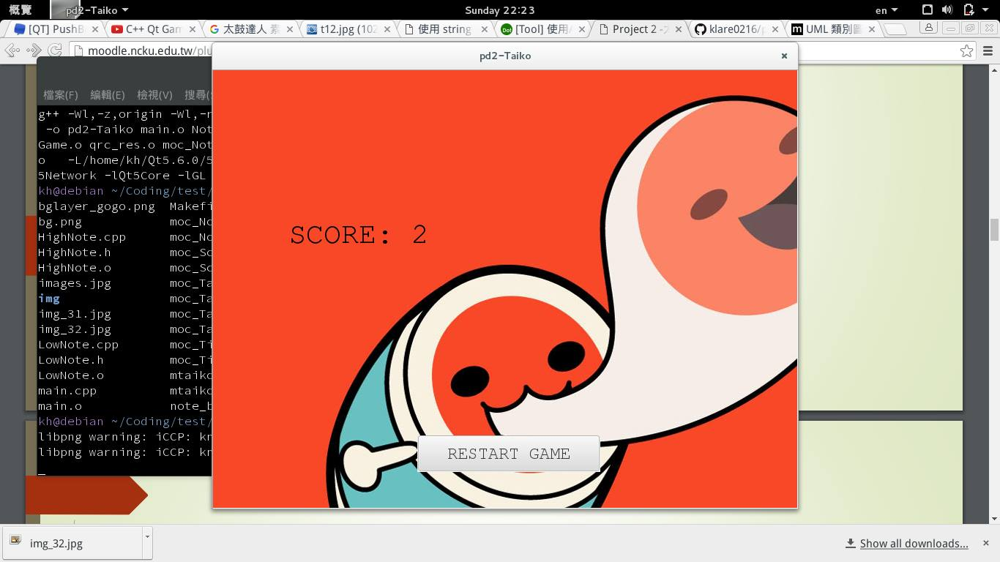 概覽 pd2-Taiko Sunday 22:23 en
[QT] PushB C++ Qt Gam 太鼓達人 素 t12.jpg (102 使用 string [Tool] 使用 Project 2 - klare0216/p UML 類別圖
moodle.ncku.edu.tw/plu
pd2-Taiko
檔案(F) 編輯(E) 檢視(V) 搜尋(S
g++ -Wl,-z,origin -Wl,-r
-o pd2-Taiko main.o Not
Game.o qrc_res.o moc_Not
o -L/home/kh/Qt5.6.0/5
5Network -lQt5Core -lGL
kh@debian ~/Coding/test/
bglayer_gogo.png Makefi
bg.png moc_No
HighNote.cpp moc_No
HighNote.h moc_Sc
HighNote.o moc_Sc
images.jpg moc_Ta
img moc_Ta
img_31.jpg moc_Ta
img_32.jpg moc_Ta
LowNote.cpp moc_Ti
LowNote.h moc_Ti
LowNote.o mtaiko
main.cpp mtaiko
main.o note_b
kh@debian ~/Coding/test/
libpng warning: iCCP: kn
libpng warning: iCCP: kn
SCORE: 2
RESTART GAME
img_32.jpg Show all downloads...